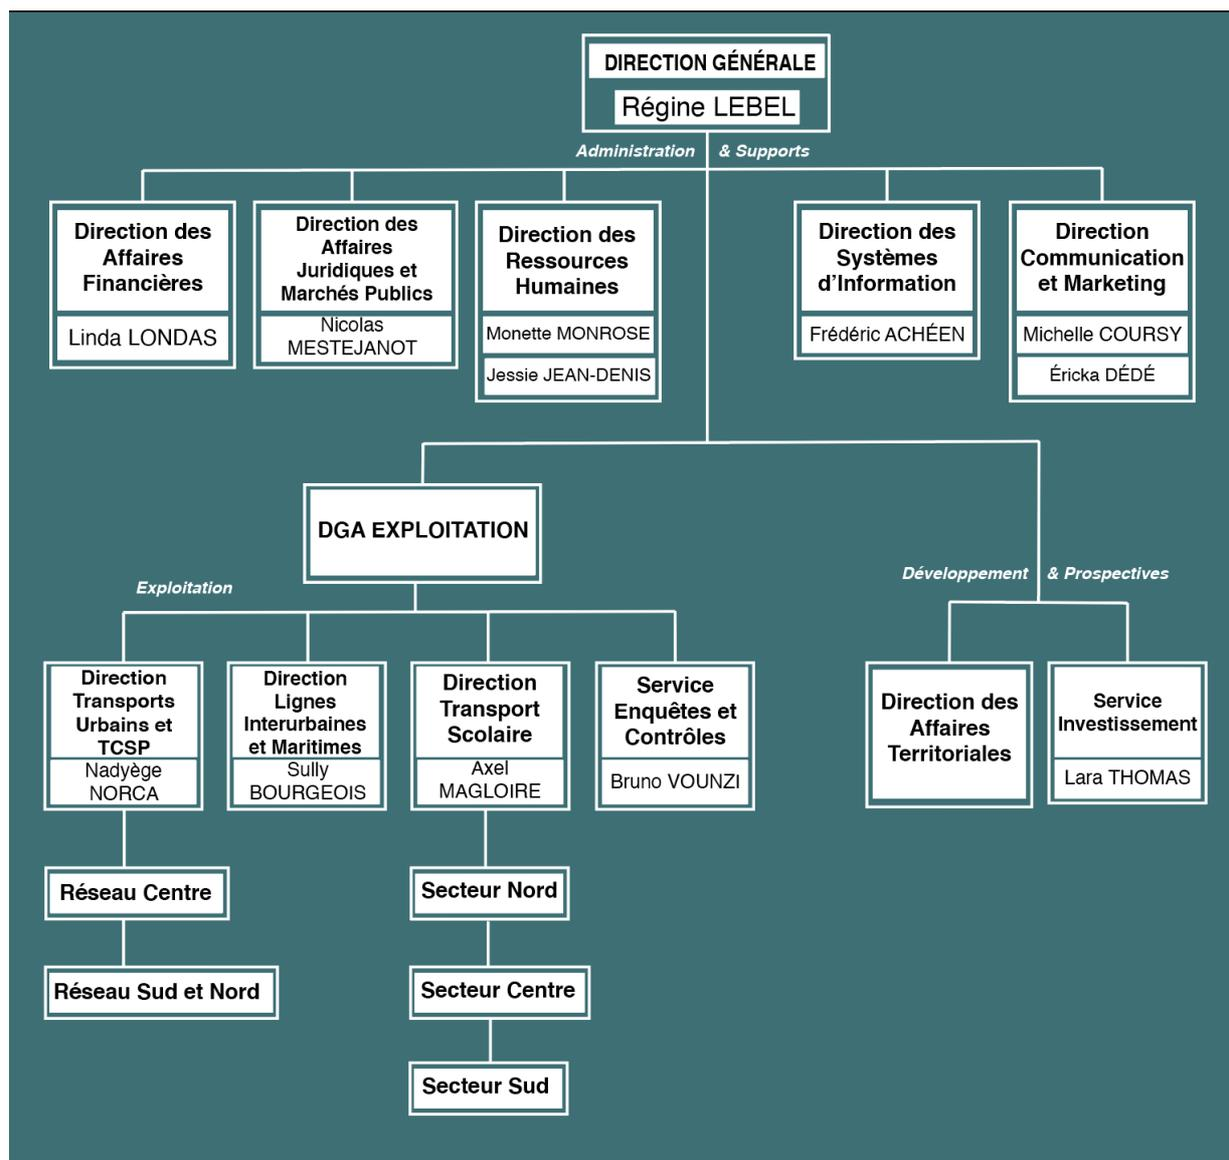 DIRECTION GÉNÉRALE
Régine LEBEL
Administration & Supports
Direction des
Affaires
Financières
Linda LONDAS
Direction des
Affaires
Juridiques et
Marchés Publics
Nicolas
MESTEJANOT
Direction des
Ressources
Humaines
Monette MONROSE
Jessie JEAN-DENIS
Direction des
Systèmes
d'Information
Frédéric ACHÉEN
Direction
Communication
et Marketing
Michelle COURSY
Éricka DÉDÉ
DGA EXPLOITATION
Exploitation
Développement & Prospectives
Direction
Transports
Urbains et
TCSP
Nadyège
NORCA
Direction
Lignes
Interurbaines
et Maritimes
Sully
BOURGEOIS
Direction
Transport
Scolaire
Axel
MAGLOIRE
Service
Enquêtes et
Contrôles
Bruno VOUNZI
Direction des
Affaires
Territoriales
Service
Investissement
Lara THOMAS
Réseau Centre
Réseau Sud et Nord
Secteur Nord
Secteur Centre
Secteur Sud